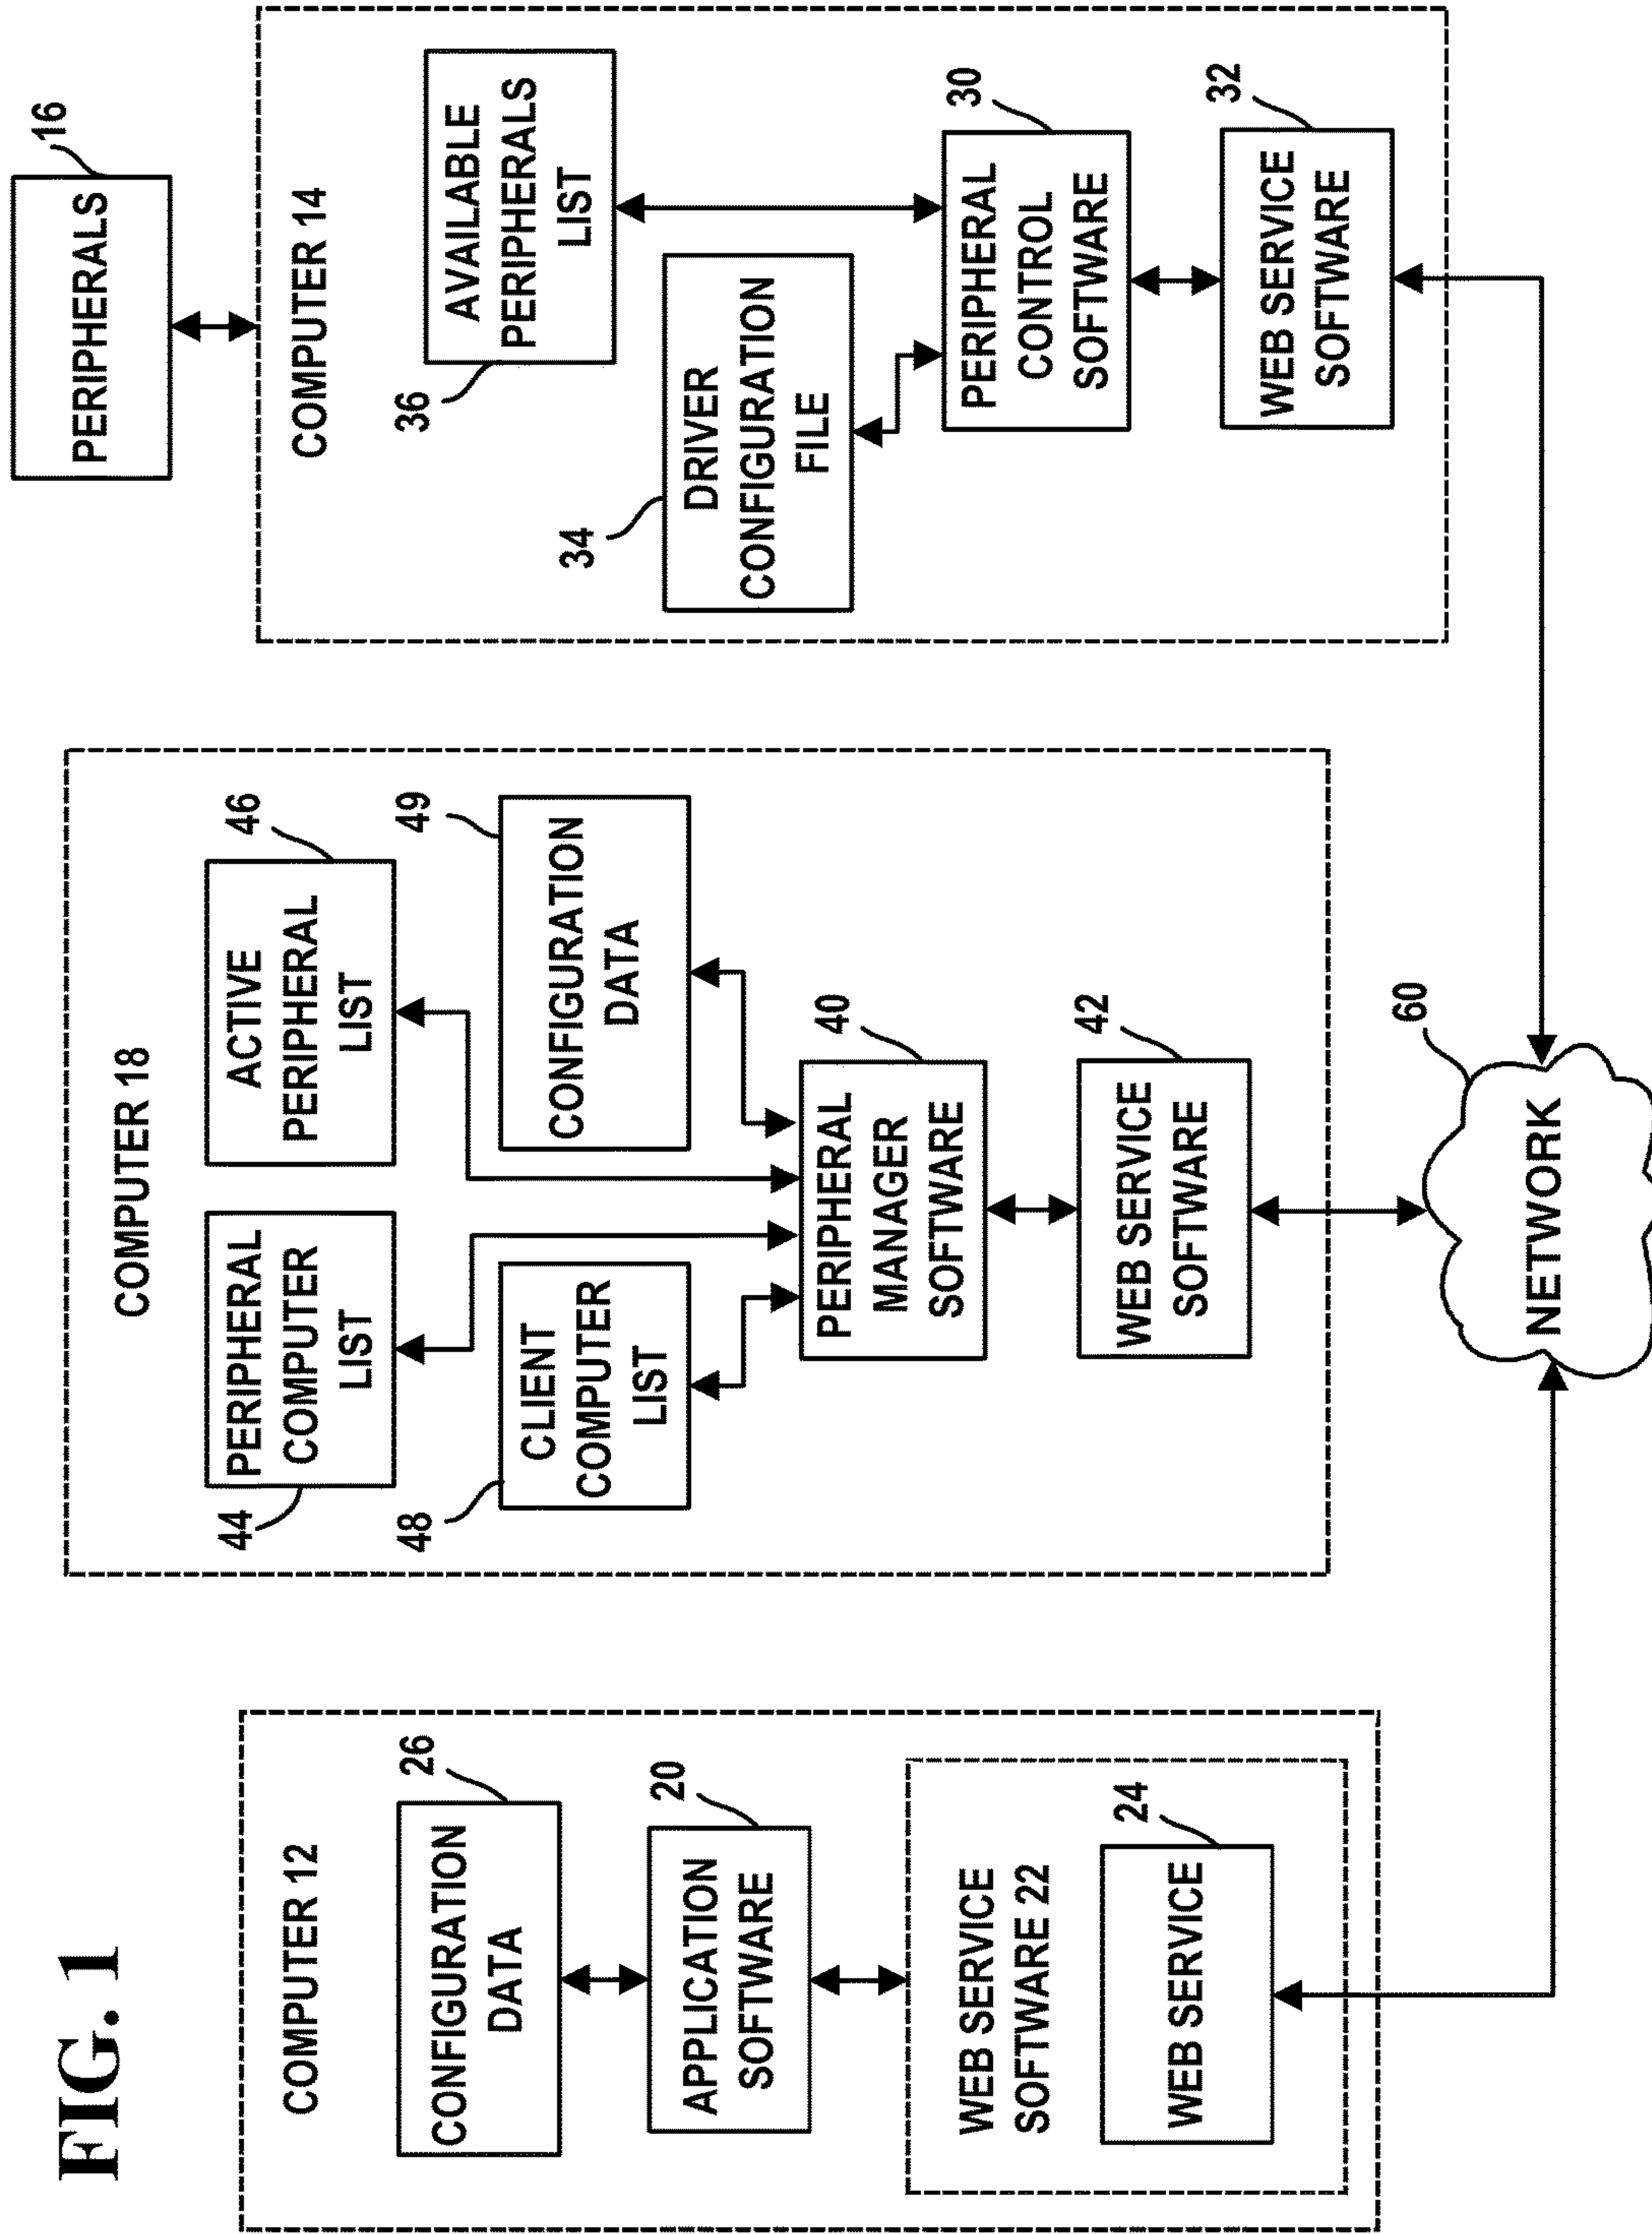 FIG. 1
COMPUTER 12
26
CONFIGURATION
DATA
20
APPLICATION
SOFTWARE
WEB SERVICE
SOFTWARE 22
24
WEB SERVICE
COMPUTER 18
44
PERIPHERAL
COMPUTER
LIST
46
ACTIVE
PERIPHERAL
LIST
48
CLIENT
COMPUTER
LIST
49
CONFIGURATION
DATA
40
PERIPHERAL
MANAGER
SOFTWARE
42
WEB SERVICE
SOFTWARE
60
NETWORK
16
PERIPHERALS
COMPUTER 14
36
AVAILABLE
PERIPHERALS
LIST
34
DRIVER
CONFIGURATION
FILE
30
PERIPHERAL
CONTROL
SOFTWARE
32
WEB SERVICE
SOFTWARE